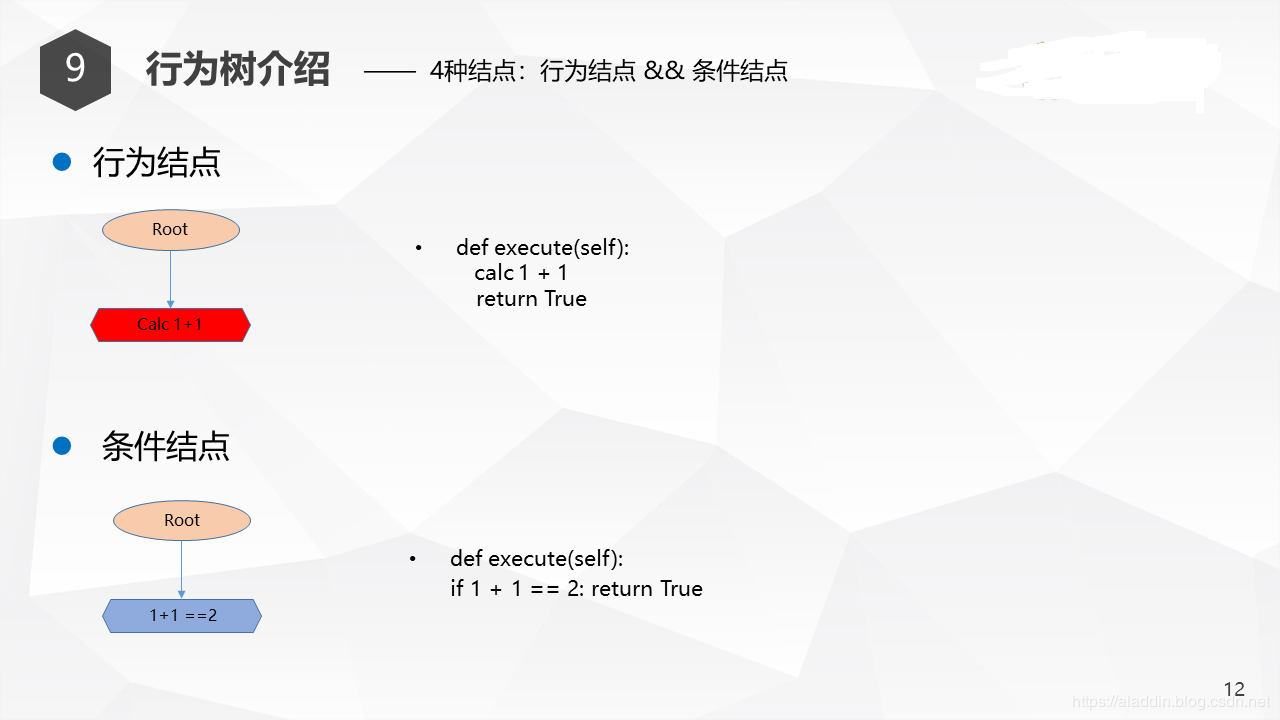 9
行为树介绍 —— 4种结点：行为结点 && 条件结点
行为结点
Root
Calc 1+1
• def execute(self):
calc 1 + 1
return True
条件结点
Root
1+1 ==2
• def execute(self):
if 1 + 1 == 2: return True
12
https://aladdin.blog.csdn.net